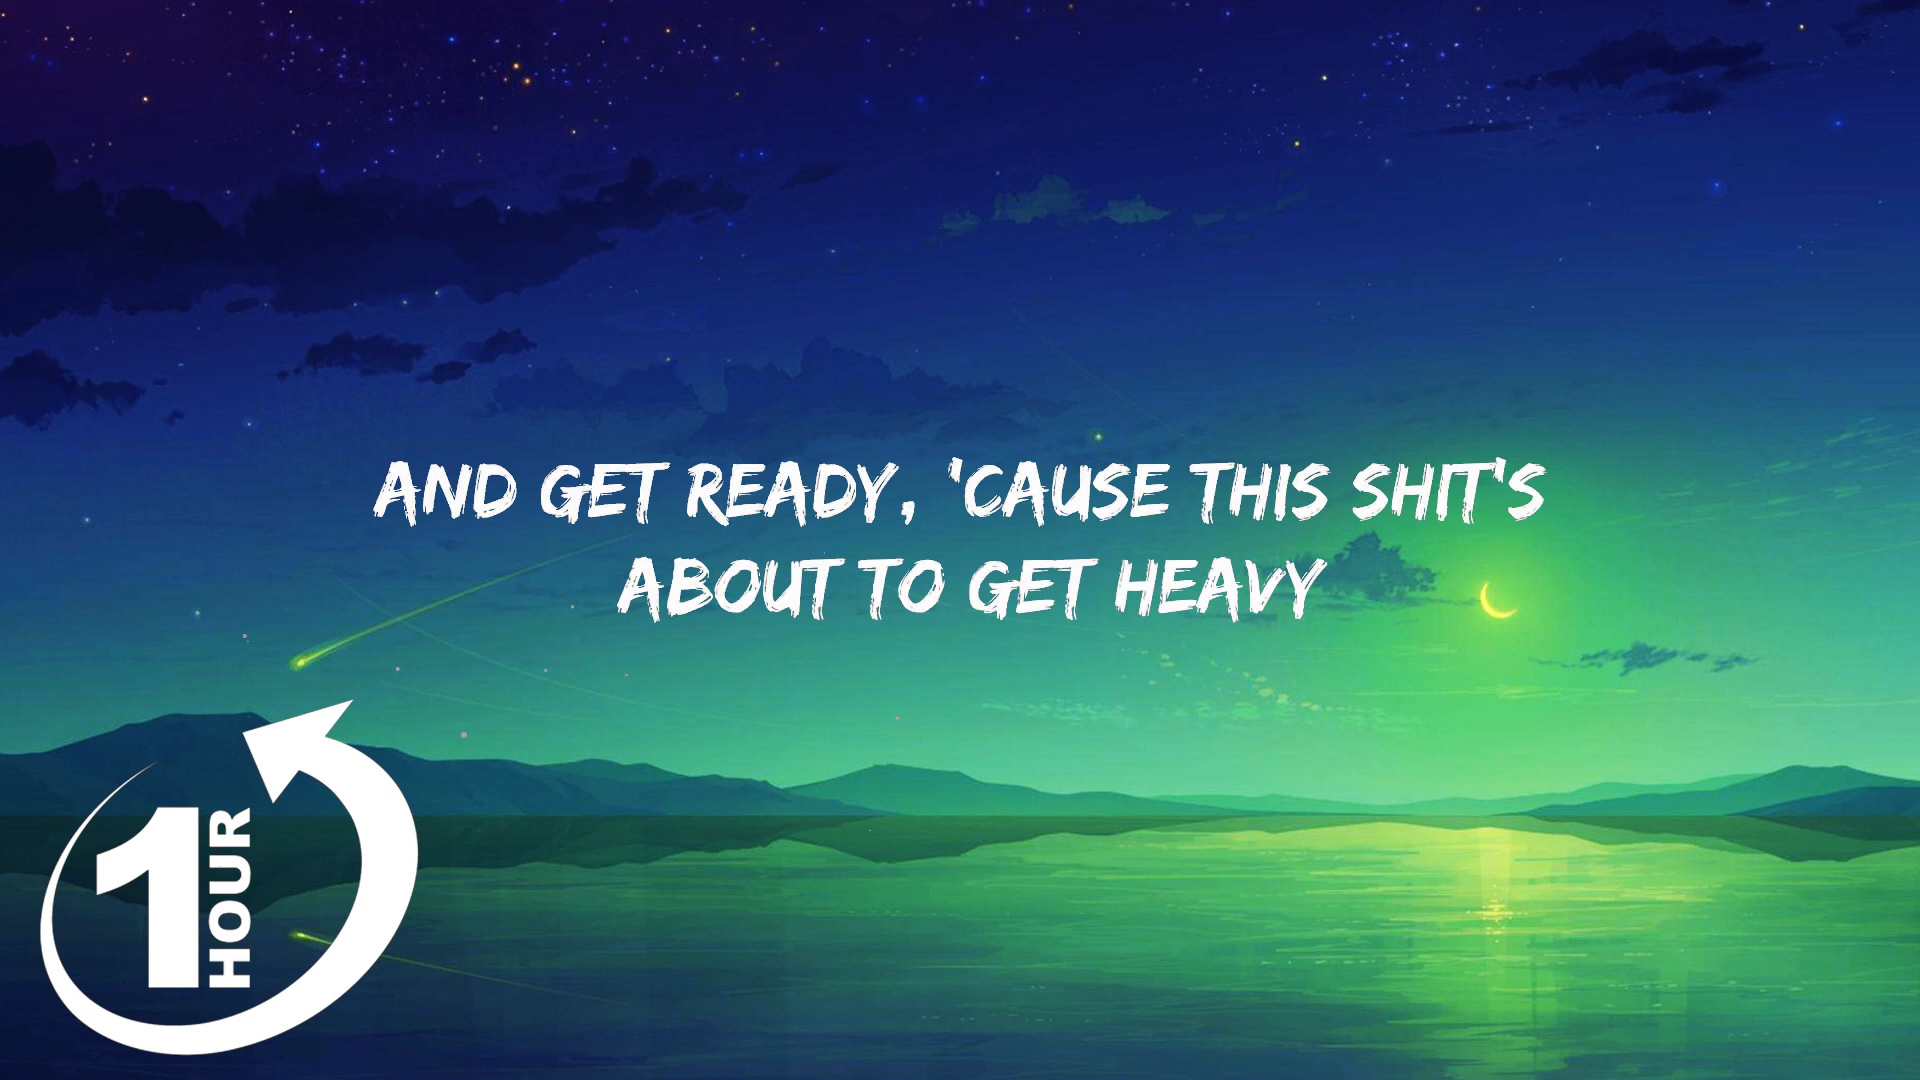 AND GET READY, 'CAUSE THIS SHIT'S
ABOUT TO GET HEAVY
1
HOUR